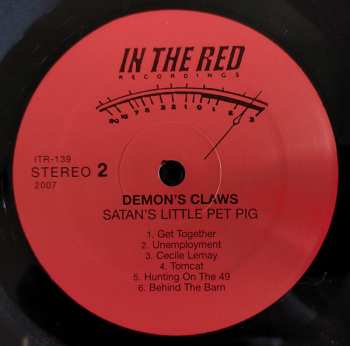 IN THE RED
RECORDINGS
ITR-139
STEREO 2
2007
DEMON'S CLAWS
SATAN'S LITTLE PET PIG
1. Get Together
2. Unemployment
3. Cecile Lemay
4. Tomcat
5. Hunting On The 49
6. Behind The Barn